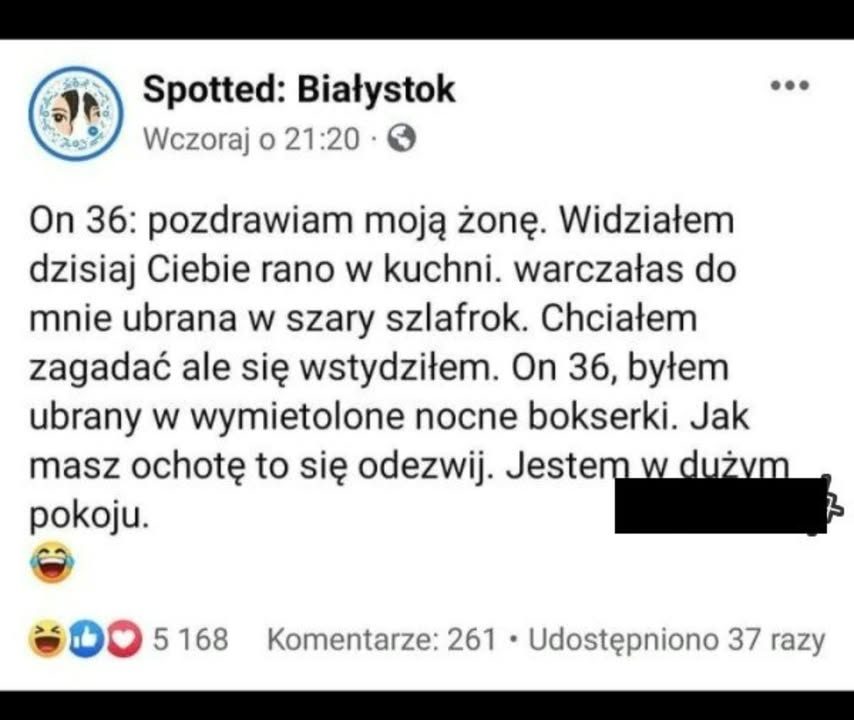 Spotted: Białystok
Wczoraj o 21:20 ·
On 36: pozdrawiam moją żonę. Widziałem
dzisiaj Ciebie rano w kuchni. warczałas do
mnie ubrana w szary szlafrok. Chciałem
zagadać ale się wstydziłem. On 36, byłem
ubrany w wymietolone nocne bokserki. Jak
masz ochotę to się odezwij. Jestem w dużym
pokoju.
5 168 Komentarze: 261 • Udostępniono 37 razy